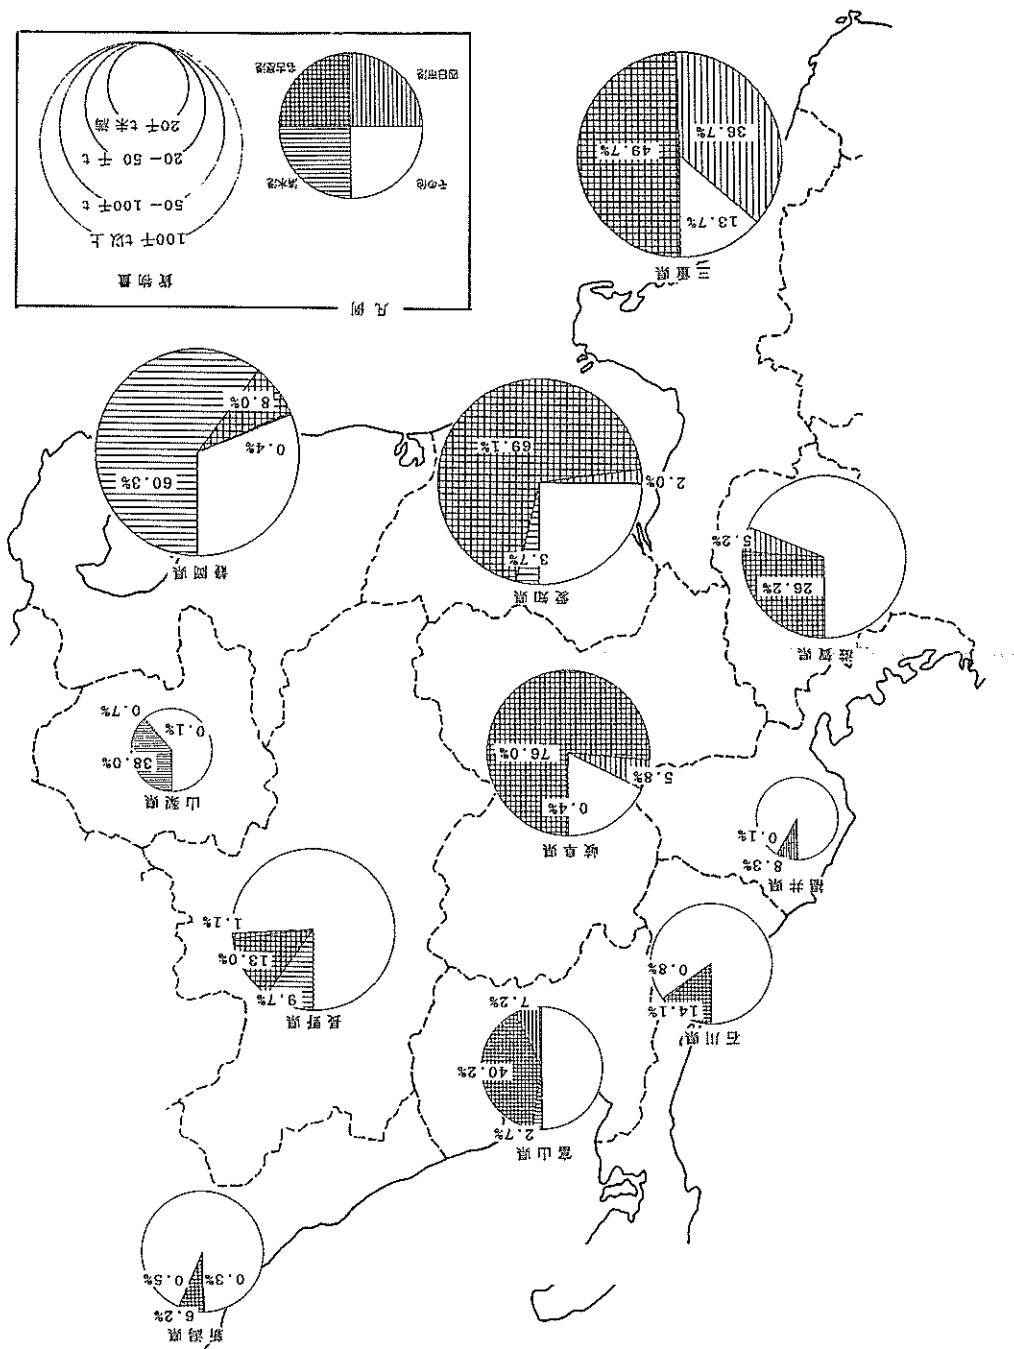 新潟県
6.2%
0.3%
0.5%
富山県
2.7%
40.2%
7.2%
石川県
14.1%
0.8%
長野県
9.7%
13.0%
1.1%
福井県
8.3%
0.1%
岐阜県
0.4%
5.8%
76.0%
山梨県
38.0%
0.1%
0.7%
滋賀県
26.2%
5.2%
愛知県
3.7%
2.0%
69.1%
静岡県
60.3%
0.4%
8.0%
三重県
13.7%
49.7%
36.7%
凡例
貨物量
100千t以上
50−100千t
20−50千t
20千t未満
その他
清水港
四日市港
名古屋港